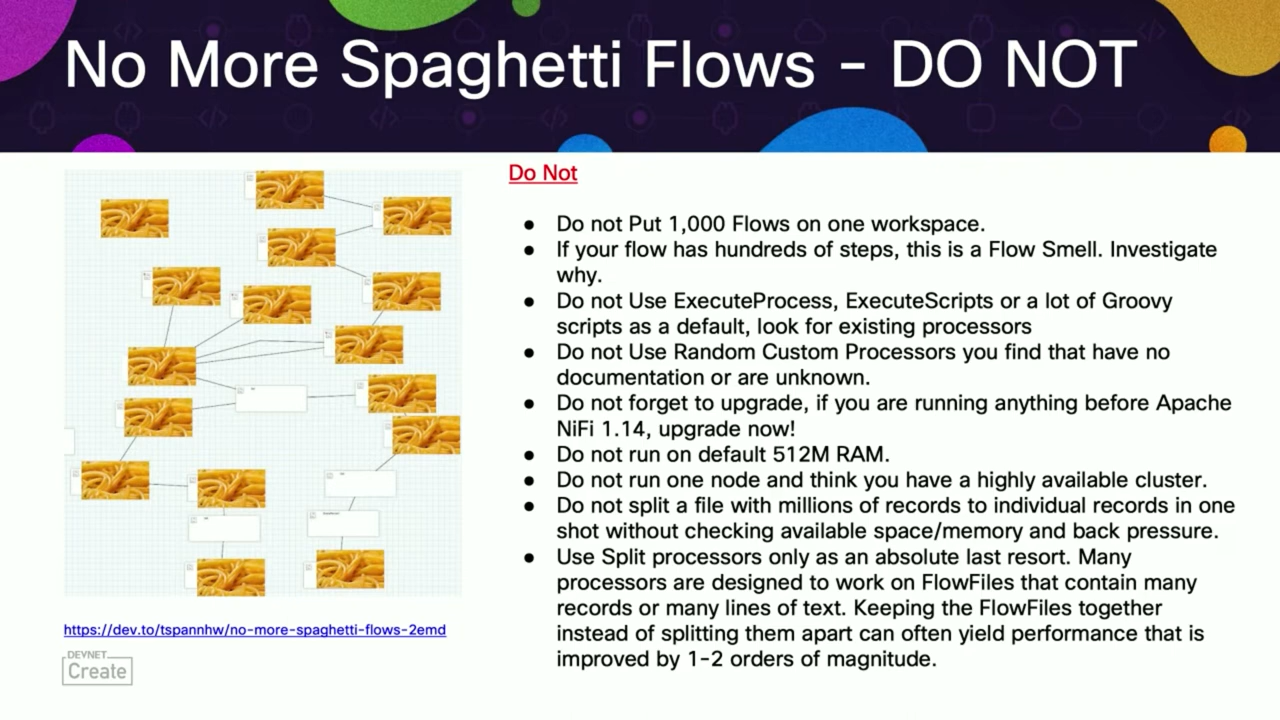 No More Spaghetti Flows - DO NOT
Do Not
● Do not Put 1,000 Flows on one workspace.
● If your flow has hundreds of steps, this is a Flow Smell. Investigate
why.
● Do not Use ExecuteProcess, ExecuteScripts or a lot of Groovy
scripts as a default, look for existing processors
● Do not Use Random Custom Processors you find that have no
documentation or are unknown.
● Do not forget to upgrade, if you are running anything before Apache
NiFi 1.14, upgrade now!
● Do not run on default 512M RAM.
● Do not run one node and think you have a highly available cluster.
● Do not split a file with millions of records to individual records in one
shot without checking available space/memory and back pressure.
● Use Split processors only as an absolute last resort. Many
processors are designed to work on FlowFiles that contain many
records or many lines of text. Keeping the FlowFiles together
instead of splitting them apart can often yield performance that is
improved by 1-2 orders of magnitude.
https://dev.to/tspannhw/no-more-spaghetti-flows-2emd
DEVNET
Create